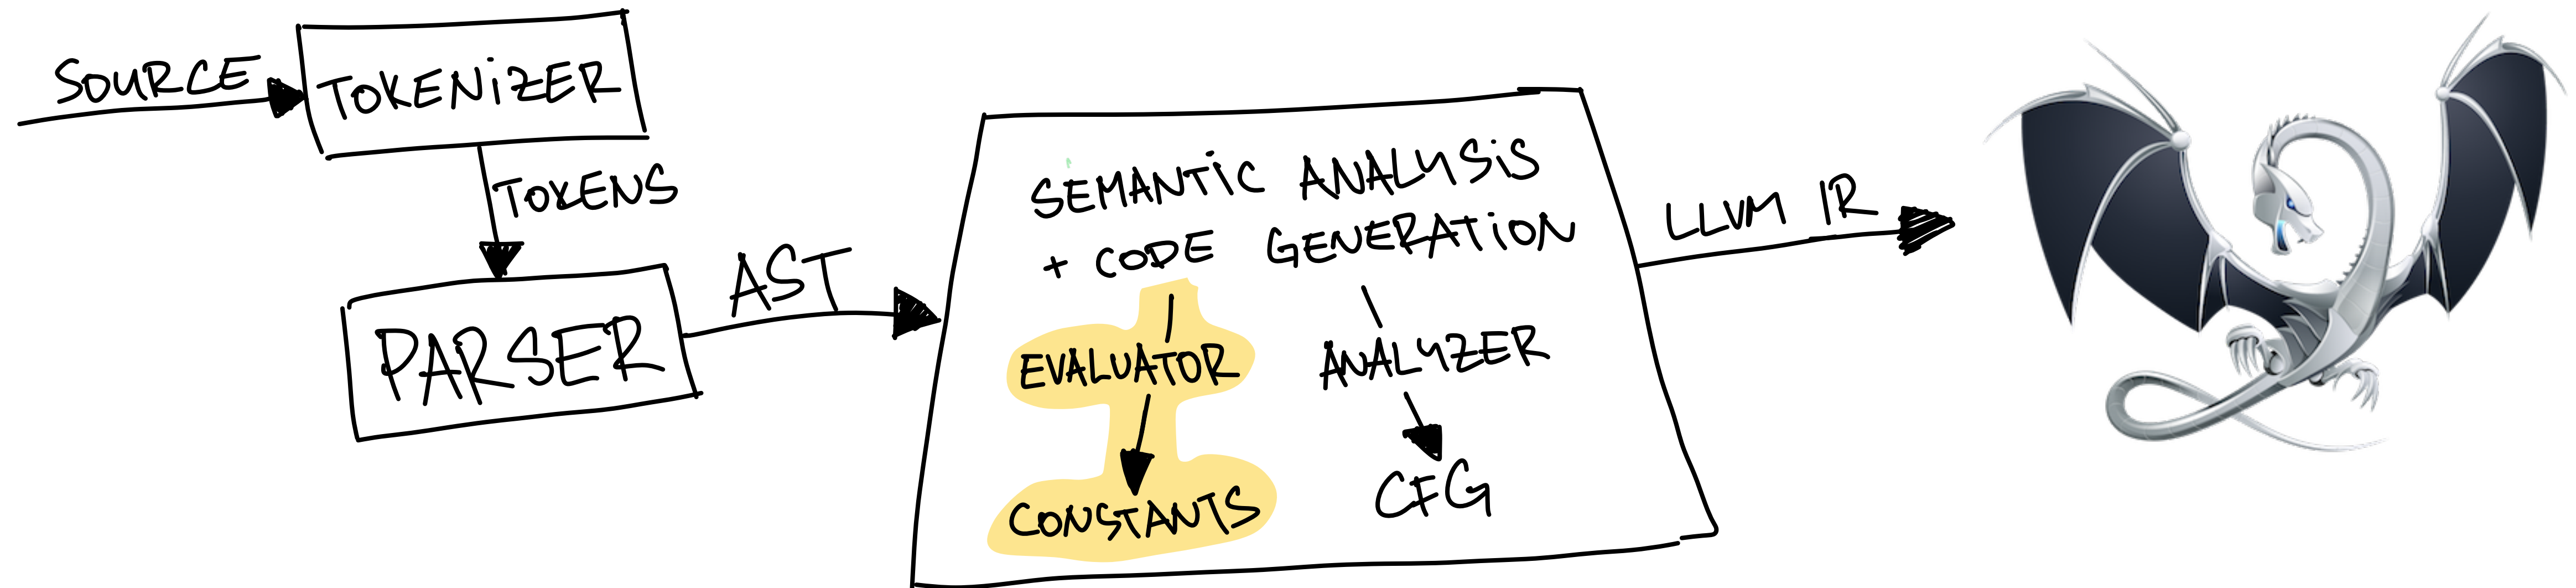 SOURCE
TOKENiZER
TOKENS
PARSER
AST
SEMANTiC ANALYSiS
+ CODE GENERATiON
EVALUATOR
ANALYZER
CONSTANTS
CFG
LLVM IR